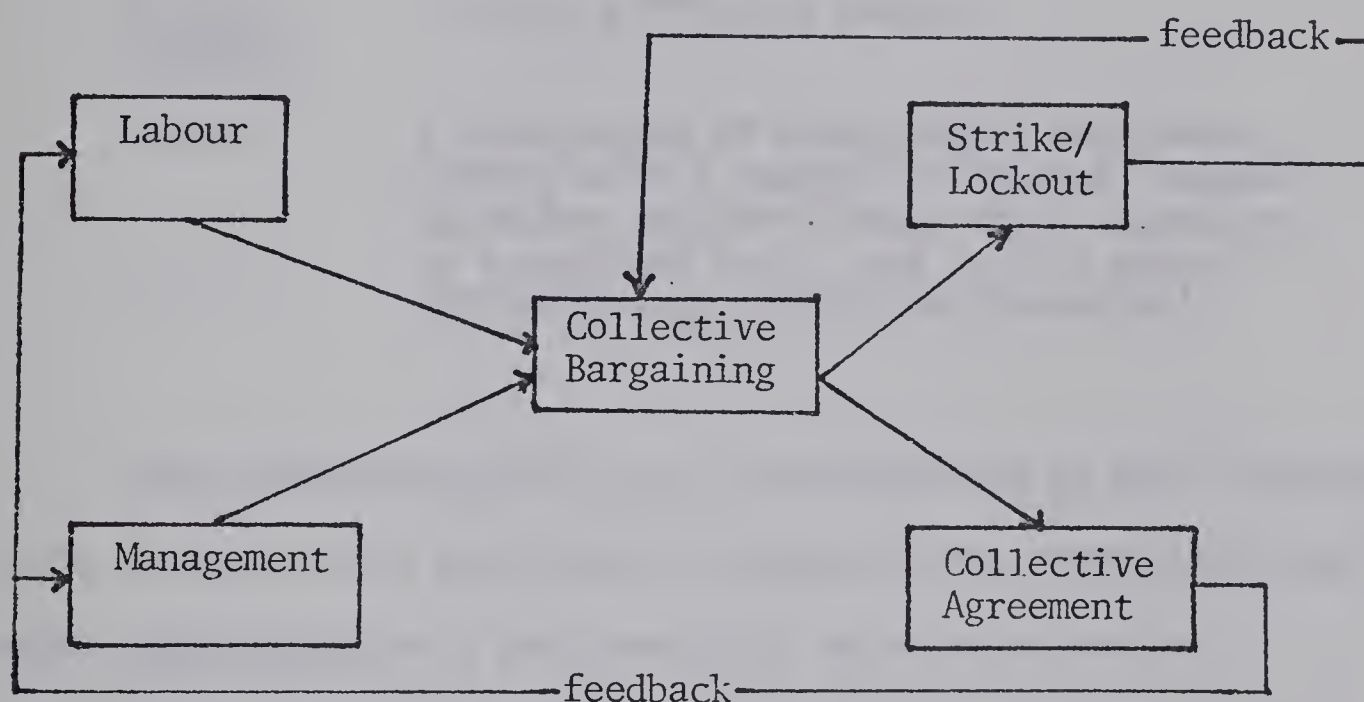 feedback
Labour
Strike/
Lockout
Collective
Bargaining
Management
Collective
Agreement
feedback